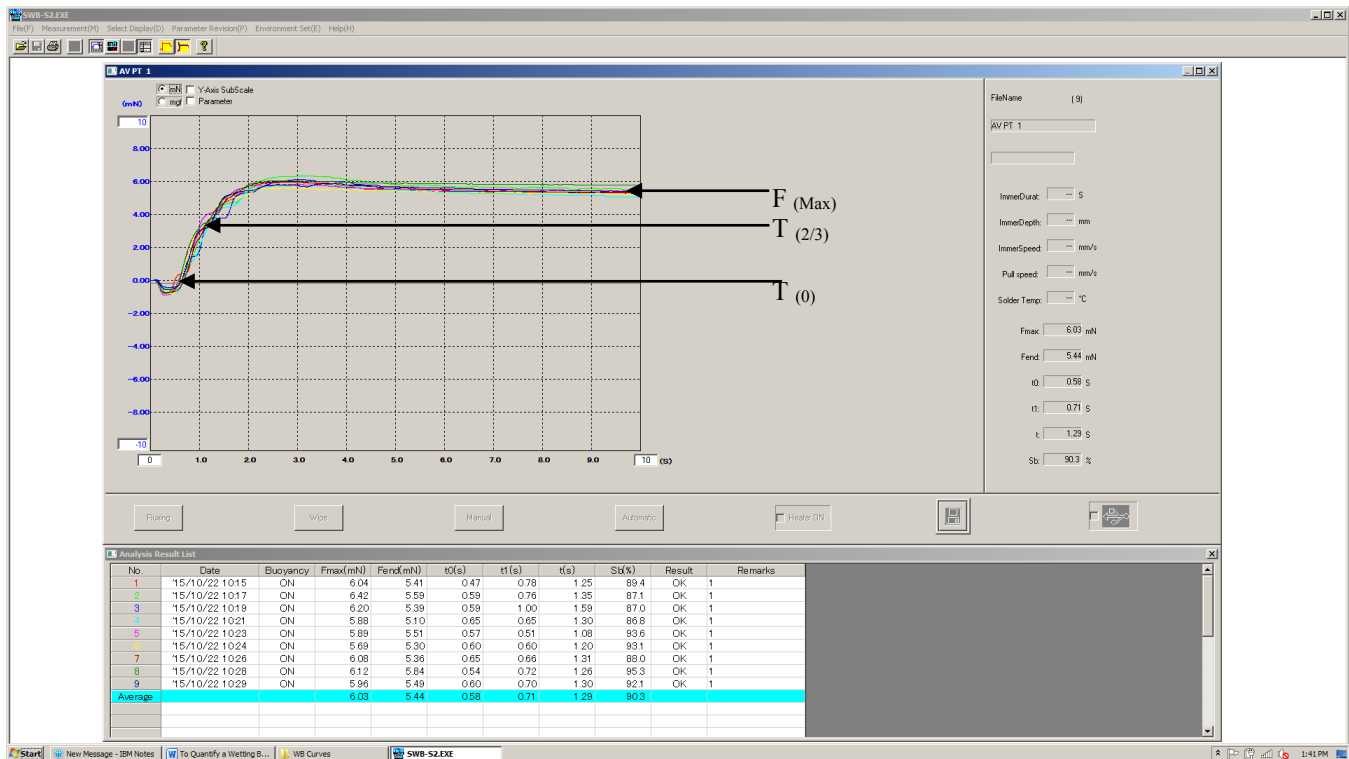 SWB-S2.EXE
File(F) Measurement(M) Select Display(D) Parameter Revision(P) Environment Set(E) Help(H)
AV PT 1
mN Y-Axis SubScale
(mN) mgf Parameter
10
8.00
6.00
4.00
2.00
0.00
-2.00
-4.00
-6.00
-8.00
-10
0 1.0 2.0 3.0 4.0 5.0 6.0 7.0 8.0 9.0 10 (S)
F (Max)
T (2/3)
T (0)
FileName ( 9)
AV PT 1
ImmerDurat: --- S
ImmerDepth: --- mm
ImmerSpeed: --- mm/s
Pull speed: --- mm/s
Solder Temp: --- °C
Fmax: 6.03 mN
Fend: 5.44 mN
t0: 0.58 S
t1: 0.71 S
t: 1.29 S
Sb: 90.3 %
Fluxing Wipe Manual Automatic Heater ON
Analysis Result List
No. Date Buoyancy Fmax(mN) Fend(mN) t0(s) t1(s) t(s) Sb(%) Result Remarks
1 '15/10/22 10:15 ON 6.04 5.41 0.47 0.78 1.25 89.4 OK 1
2 '15/10/22 10:17 ON 6.42 5.59 0.59 0.76 1.35 87.1 OK 1
3 '15/10/22 10:19 ON 6.20 5.39 0.59 1.00 1.59 87.0 OK 1
4 '15/10/22 10:21 ON 5.88 5.10 0.65 0.65 1.30 86.8 OK 1
5 '15/10/22 10:23 ON 5.89 5.51 0.57 0.51 1.08 93.6 OK 1
6 '15/10/22 10:24 ON 5.69 5.30 0.60 0.60 1.20 93.1 OK 1
7 '15/10/22 10:26 ON 6.08 5.36 0.65 0.66 1.31 88.0 OK 1
8 '15/10/22 10:28 ON 6.12 5.84 0.54 0.72 1.26 95.3 OK 1
9 '15/10/22 10:29 ON 5.96 5.49 0.60 0.70 1.30 92.1 OK 1
Average 6.03 5.44 0.58 0.71 1.29 90.3
Start New Message - IBM Notes To Quantify a Wetting B... WB Curves SWB-S2.EXE 1:41 PM